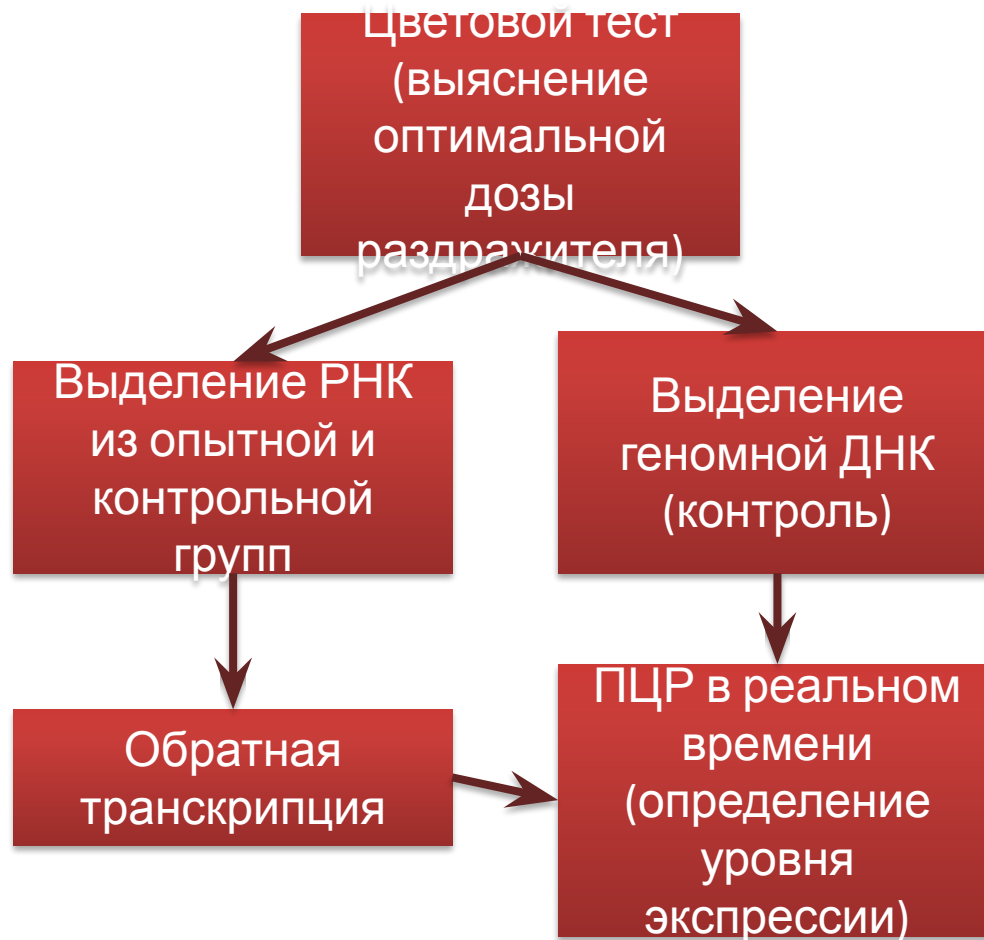 Цветовой тест
(выяснение
оптимальной
дозы
раздражителя)
Выделение РНК
из опытной и
контрольной
групп
Выделение
геномной ДНК
(контроль)
Обратная
транскрипция
ПЦР в реальном
времени
(определение
уровня
экспрессии)